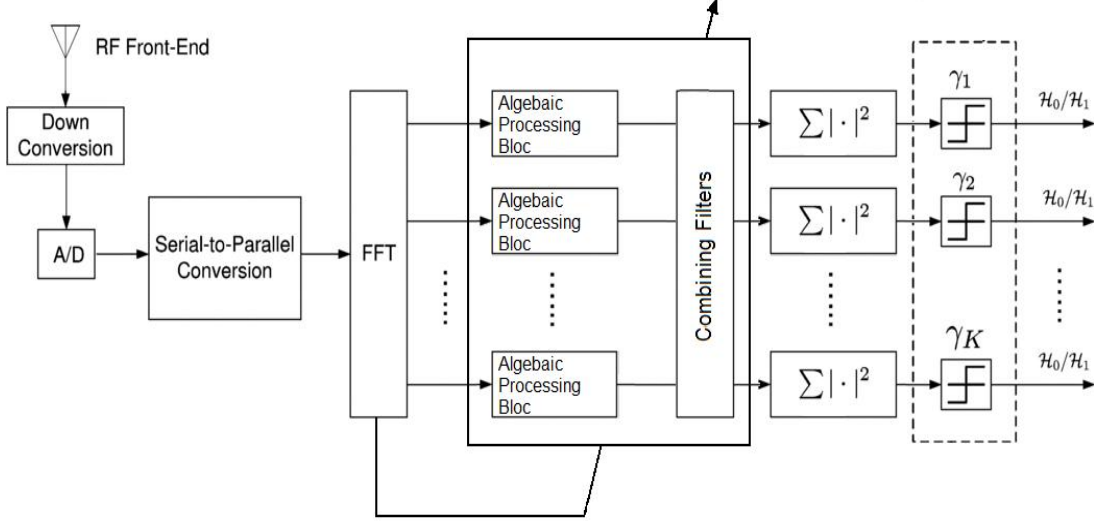 RF Front-End
Down
Conversion
A/D
Serial-to-Parallel
Conversion
FFT
Algebaic
Processing
Bloc
Algebaic
Processing
Bloc
Algebaic
Processing
Bloc
Combining Filters
∑|·|²
∑|·|²
∑|·|²
γ1
γ2
γK
ℋ₀/ℋ₁
ℋ₀/ℋ₁
ℋ₀/ℋ₁